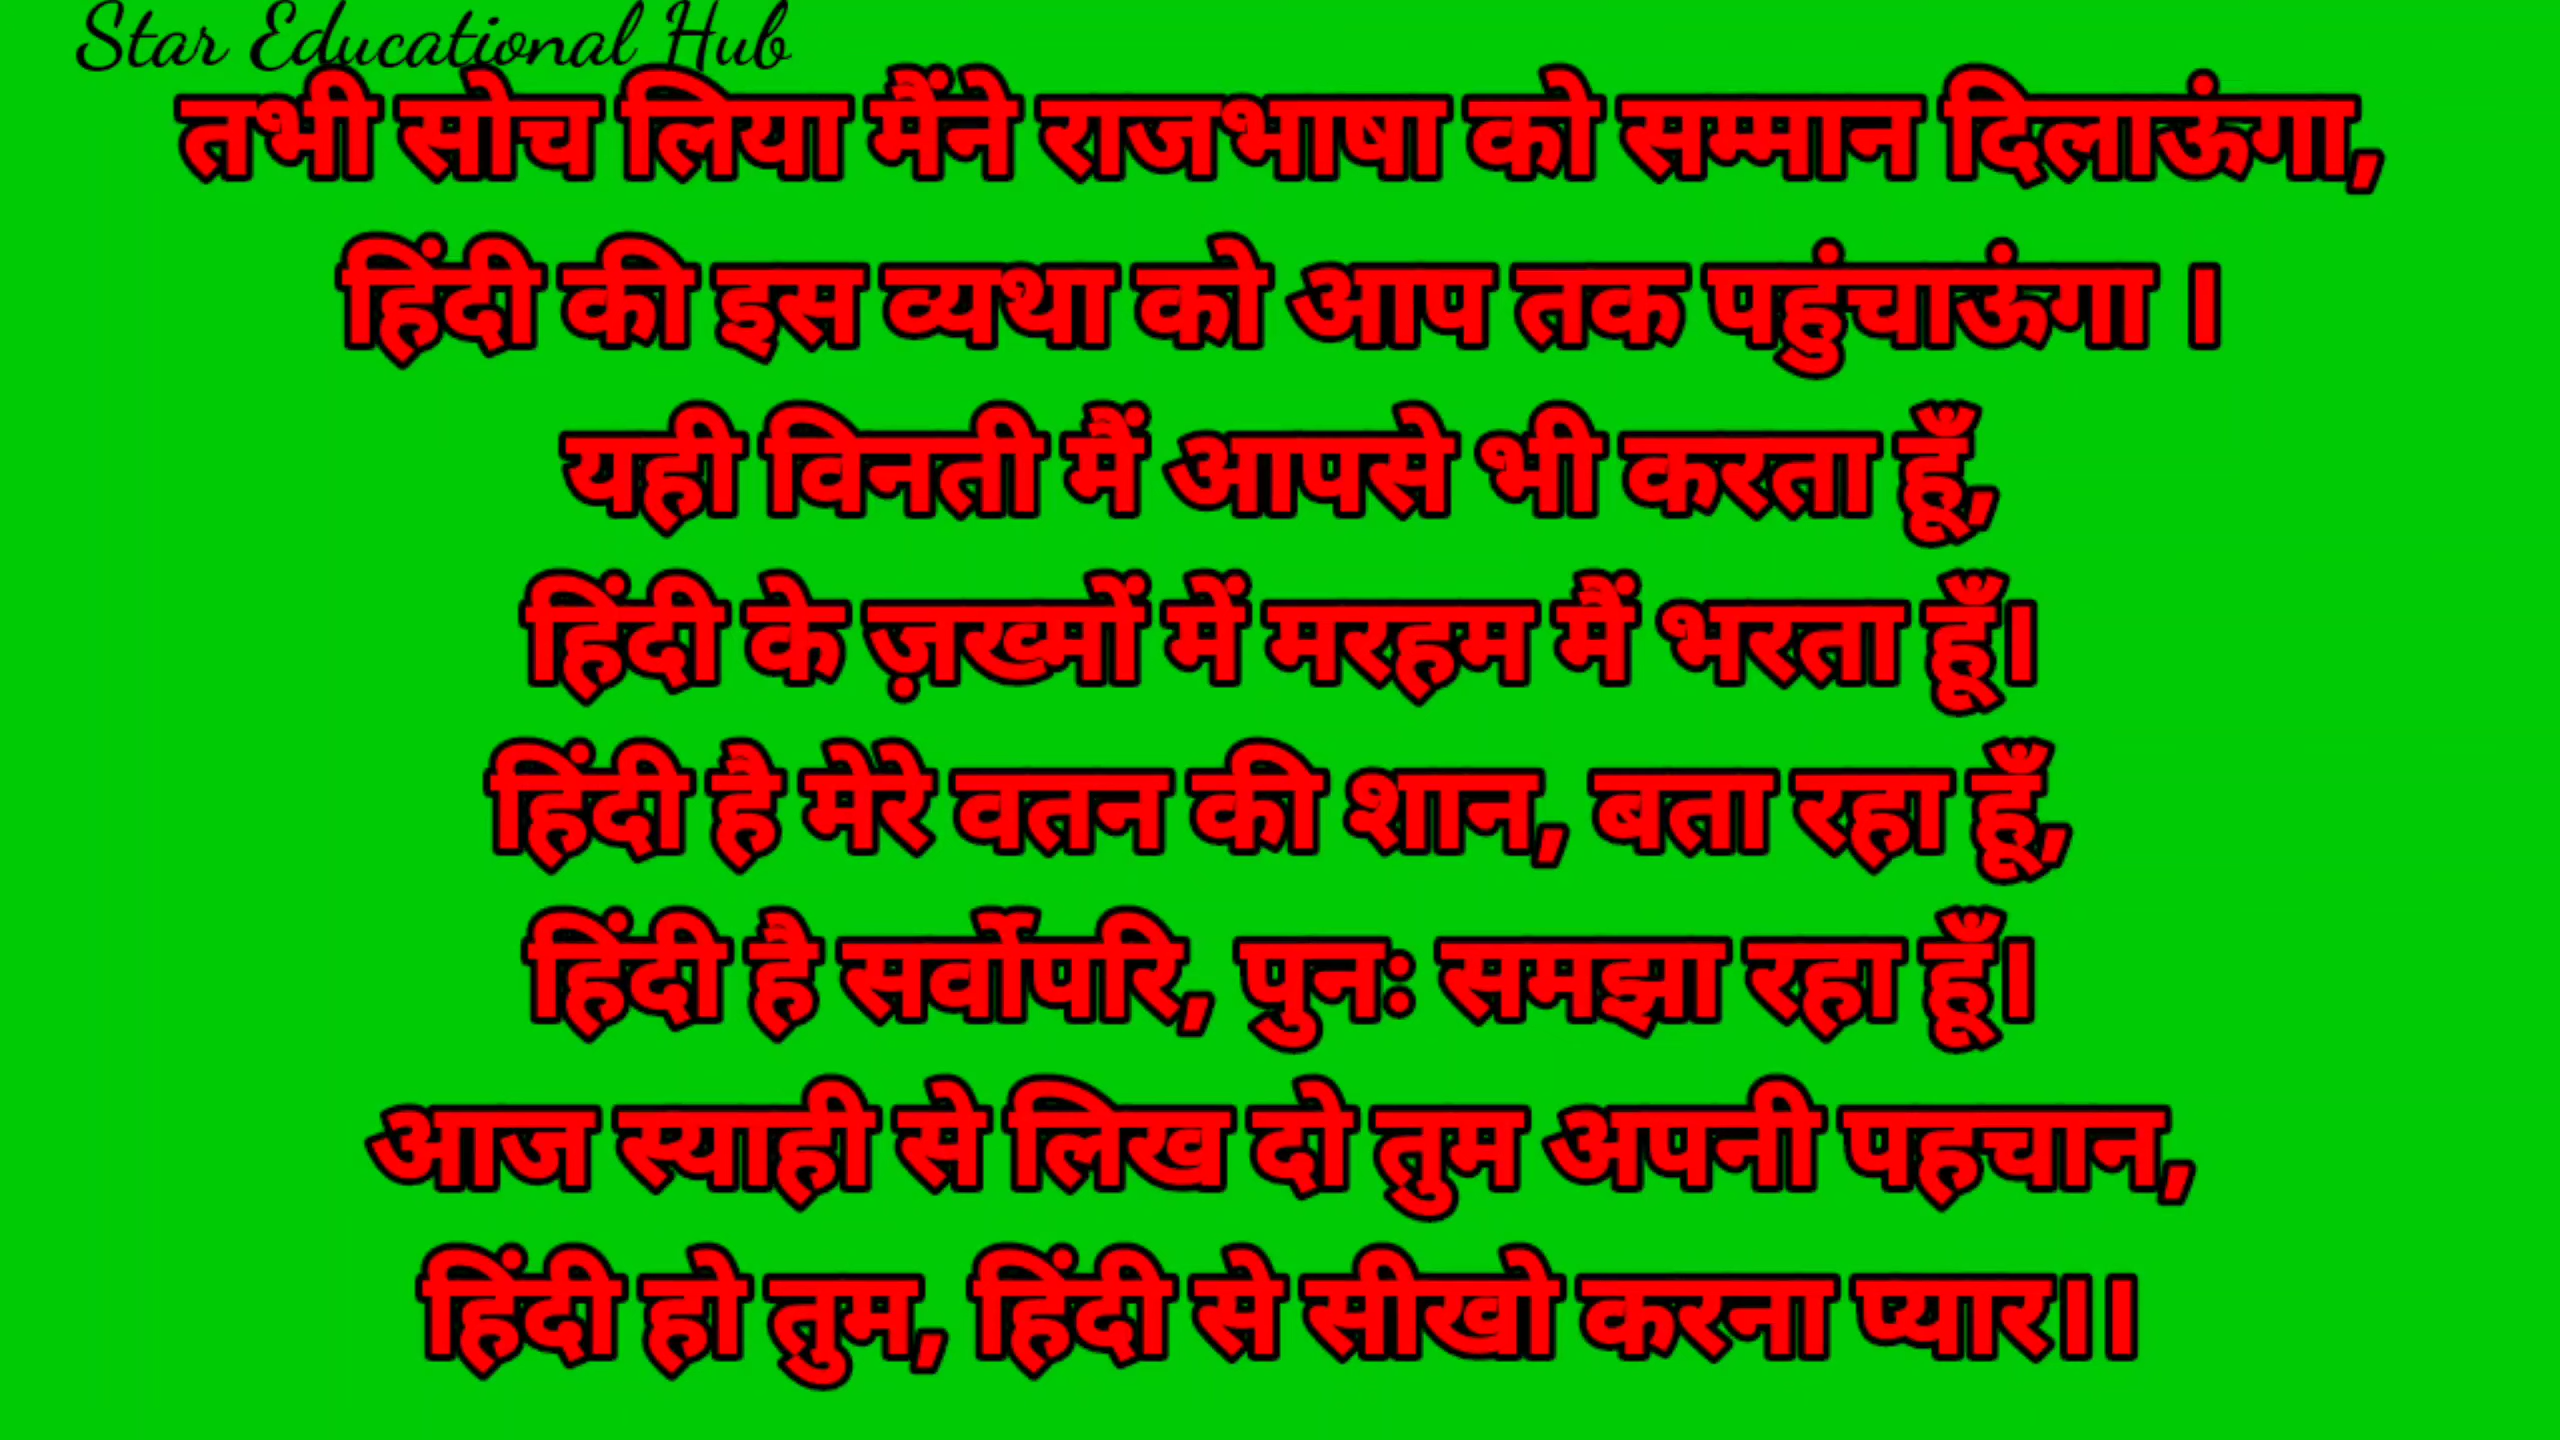 Star Educational Hub
तभी सोच लिया मैंने राजभाषा को सम्मान दिलाऊंगा,
हिंदी की इस व्यथा को आप तक पहुंचाऊंगा ।
यही विनती मैं आपसे भी करता हूँ,
हिंदी के ज़ख्मों में मरहम मैं भरता हूँ।
हिंदी है मेरे वतन की शान, बता रहा हूँ,
हिंदी है सर्वोपरि, पुनः समझा रहा हूँ।
आज स्याही से लिख दो तुम अपनी पहचान,
हिंदी हो तुम, हिंदी से सीखो करना प्यार।।